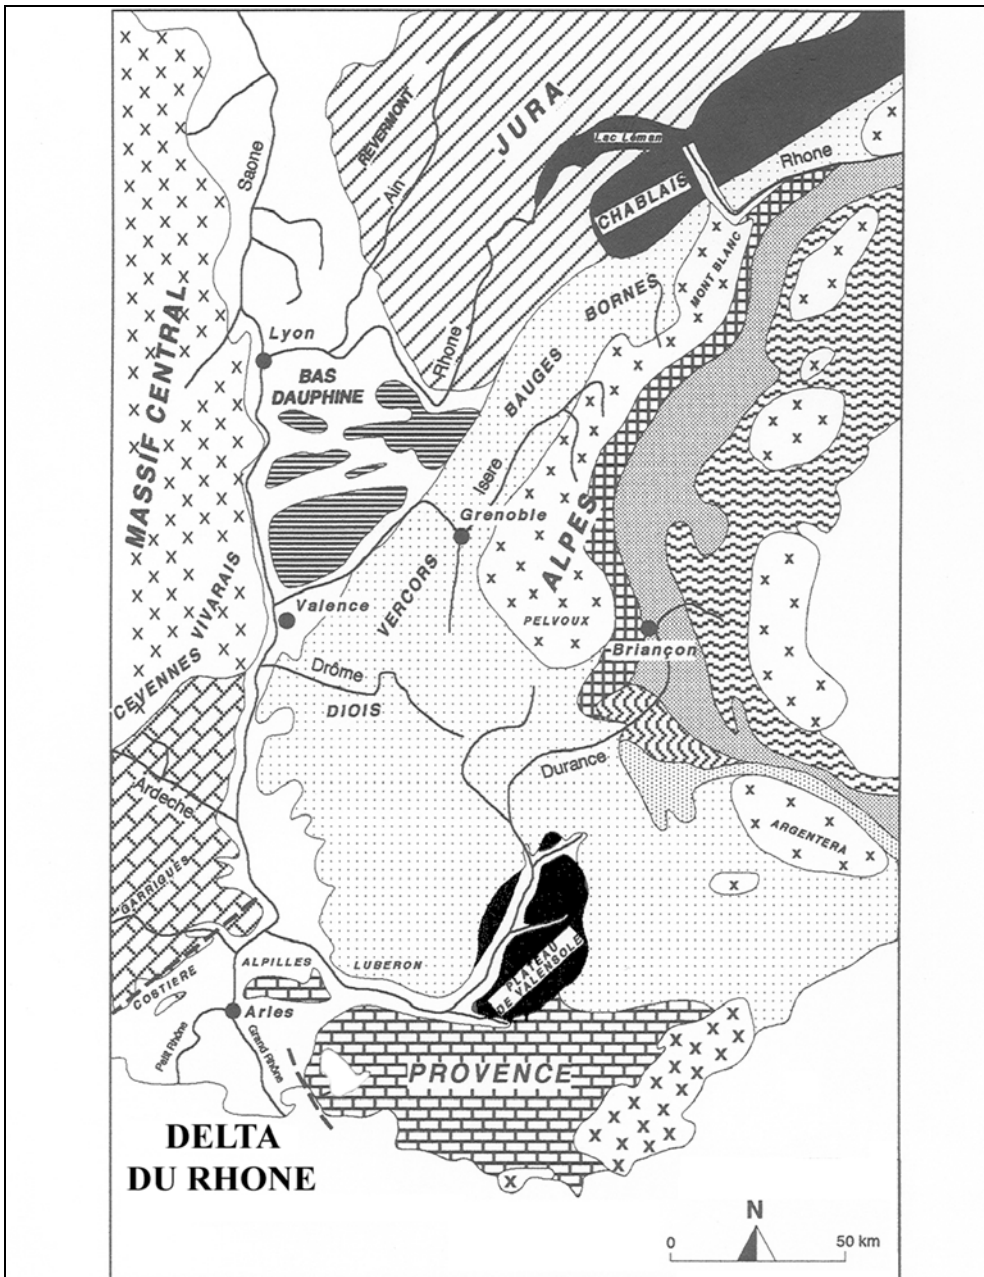 REVERMONT
JURA
Lac Léman
Rhone
Saone
Ain
CHABLAIS
MONT BLANC
BORNES
MASSIF CENTRAL
Lyon
Rhone
BAS
DAUPHINE
BAUGES
Isere
Grenoble
ALPES
VIVARAIS
Valence
VERCORS
PELVOUX
Briançon
CEVENNES
Drôme
DIOIS
Durance
Ardeche
ARGENTERA
GARRIGUES
PLATEAU
DE VALENSOLE
ALPILLES
LUBERON
COSTIÈRE
Arles
Petit Rhône
Grand Rhône
PROVENCE
DELTA
DU RHONE
N
0 50 km
x